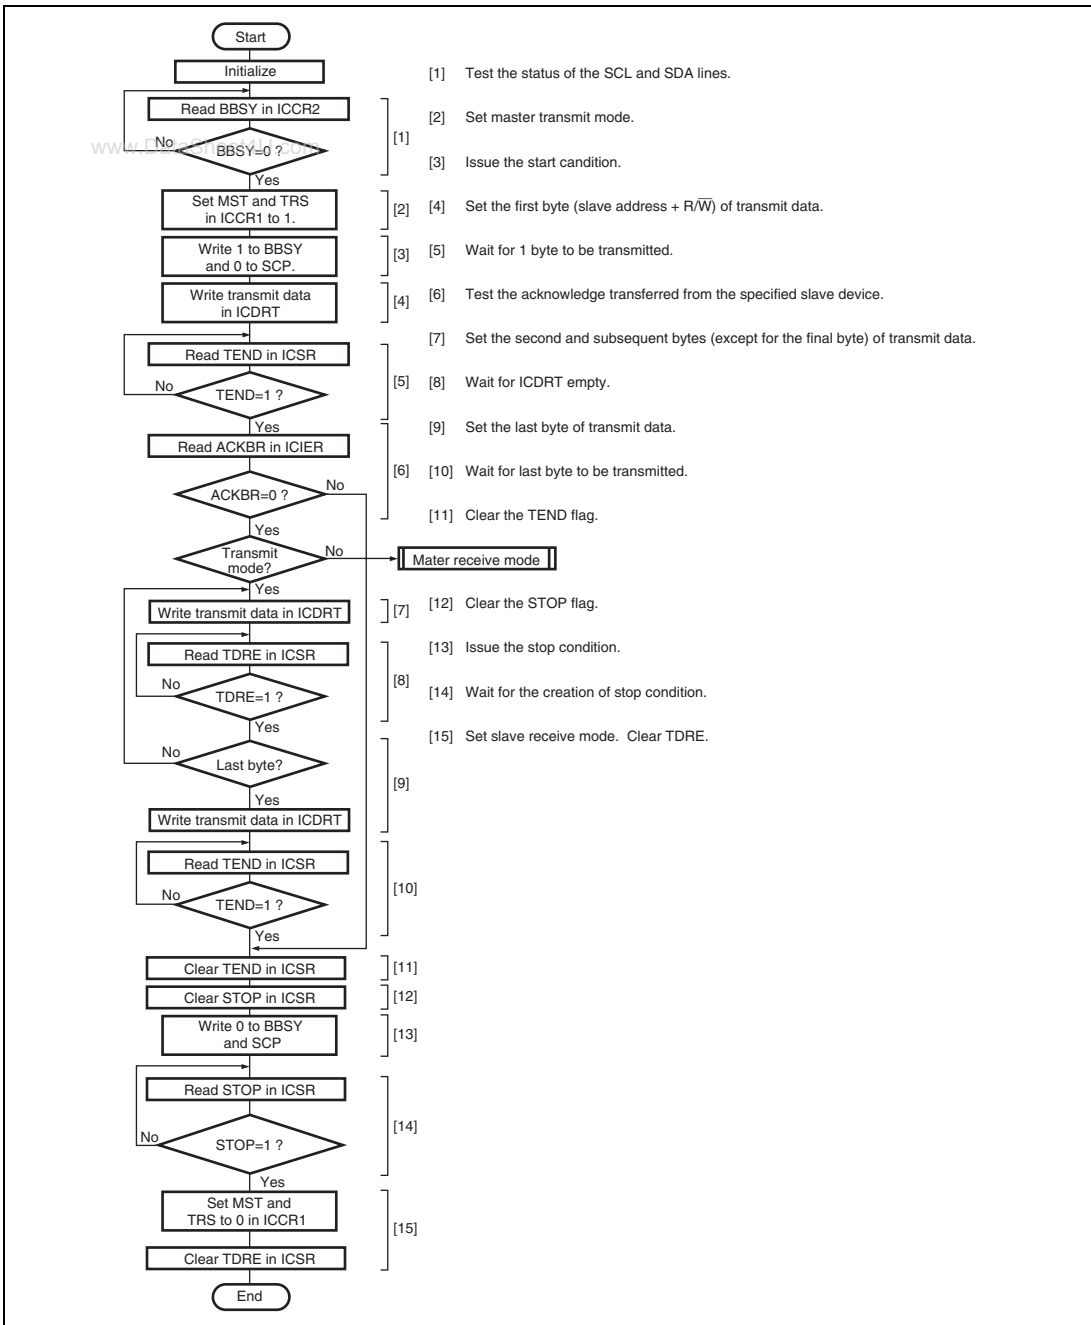 Start
Initialize
Read BBSY in ICCR2
www.DataSheet4U.com
No
BBSY=0 ?
Yes
[1]
Set MST and TRS
in ICCR1 to 1.
[2]
Write 1 to BBSY
and 0 to SCP.
[3]
Write transmit data
in ICDRT
[4]
Read TEND in ICSR
No
TEND=1 ?
Yes
[5]
Read ACKBR in ICIER
ACKBR=0 ?
No
Yes
[6]
Transmit
mode?
No
Mater receive mode
Yes
Write transmit data in ICDRT
[7]
Read TDRE in ICSR
No
TDRE=1 ?
Yes
[8]
No
Last byte?
Yes
[9]
Write transmit data in ICDRT
Read TEND in ICSR
No
TEND=1 ?
Yes
[10]
Clear TEND in ICSR
[11]
Clear STOP in ICSR
[12]
Write 0 to BBSY
and SCP
[13]
Read STOP in ICSR
No
STOP=1 ?
Yes
[14]
Set MST and
TRS to 0 in ICCR1
[15]
Clear TDRE in ICSR
End
[1] Test the status of the SCL and SDA lines.
[2] Set master transmit mode.
[3] Issue the start candition.
[4] Set the first byte (slave address + R/W̅) of transmit data.
[5] Wait for 1 byte to be transmitted.
[6] Test the acknowledge transferred from the specified slave device.
[7] Set the second and subsequent bytes (except for the final byte) of transmit data.
[8] Wait for ICDRT empty.
[9] Set the last byte of transmit data.
[10] Wait for last byte to be transmitted.
[11] Clear the TEND flag.
[12] Clear the STOP flag.
[13] Issue the stop condition.
[14] Wait for the creation of stop condition.
[15] Set slave receive mode. Clear TDRE.